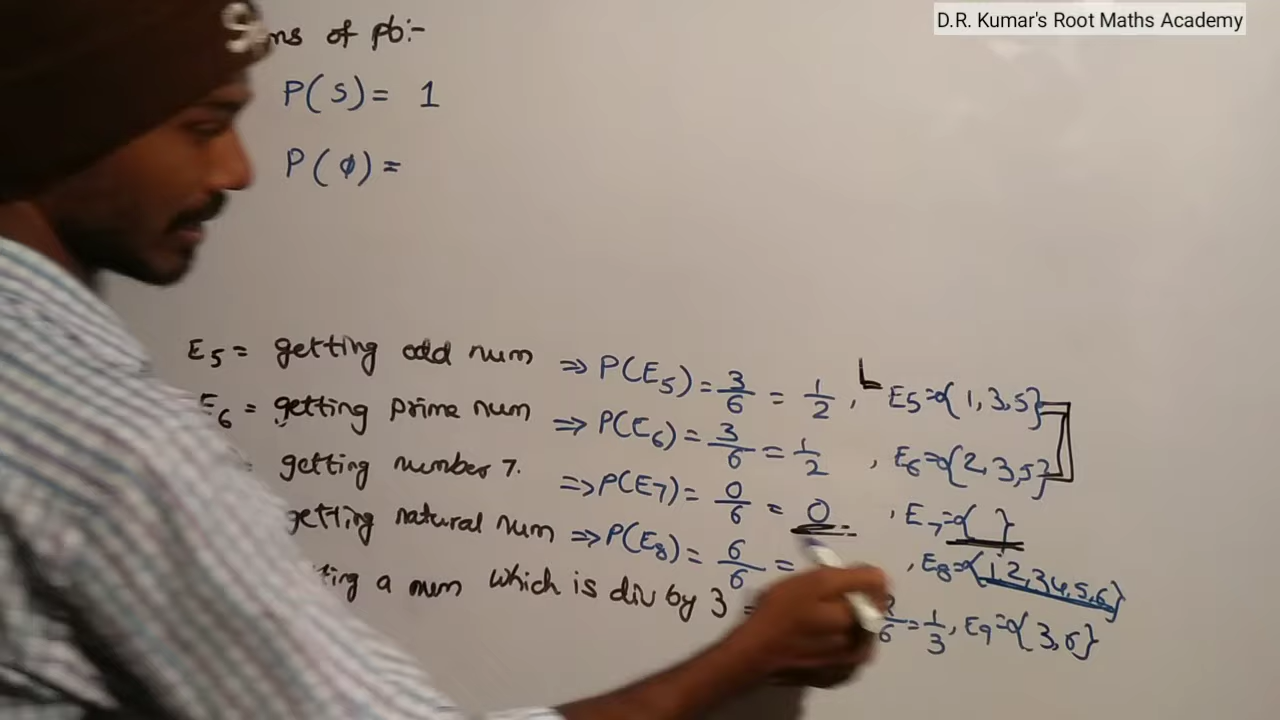 D.R. Kumar's Root Maths Academy
of pb:-
P(S) = 1
P(φ) =
E5 = getting odd num ⇒ P(E5) = 3/6 = 1/2 , E5 = {1, 3, 5}
E6 = getting prime num ⇒ P(E6) = 3/6 = 1/2 , E6 = {2, 3, 5}
getting number 7. ⇒ P(E7) = 0/6 = 0 , E7 = { }
getting natural num ⇒ P(E8) = 6/6 = , E8 = {1, 2, 3, 4, 5, 6}
a num which is div by 3 = /6 = 1/3 , E9 = {3, 6}